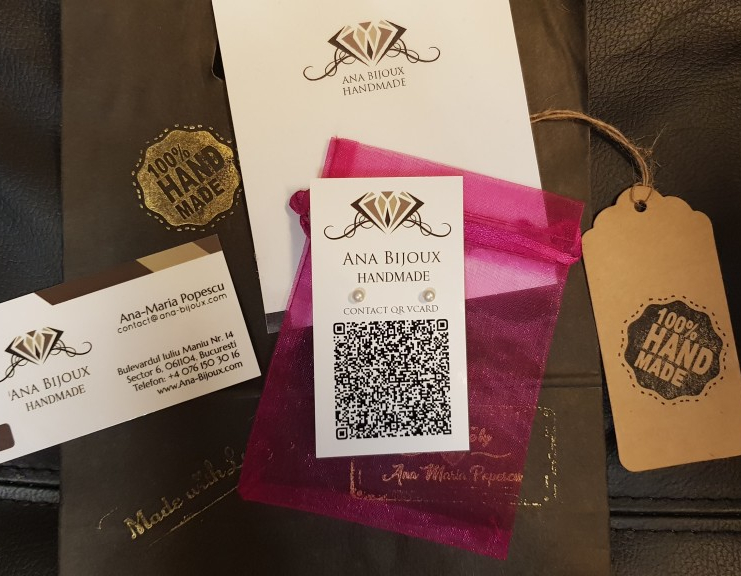 ANA BIJOUX
HANDMADE
100%
HAND
MADE
ANA BIJOUX
HANDMADE
CONTACT QR VCARD
Ana-Maria Popescu
contact@ana-bijoux.com
ANA BIJOUX
HANDMADE
Bulevardul Iuliu Maniu Nr. 14
Sector 6, 061104, Bucuresti
Telefon: +4 076 150 30 16
www.Ana-Bijoux.com
100%
HAND
MADE
Made with
by
Ana Maria Popescu